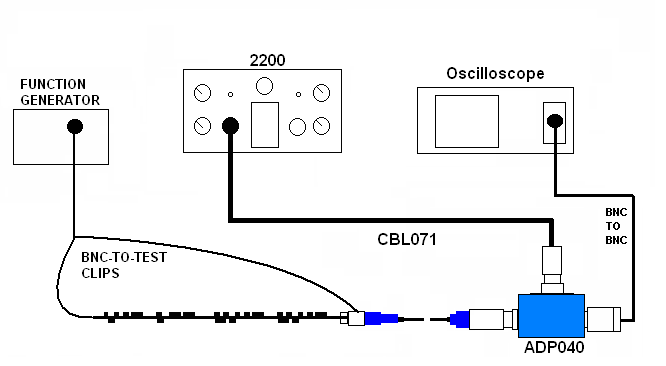 FUNCTION
GENERATOR
2200
Oscilloscope
BNC-TO-TEST
CLIPS
CBL071
BNC
TO
BNC
ADP040